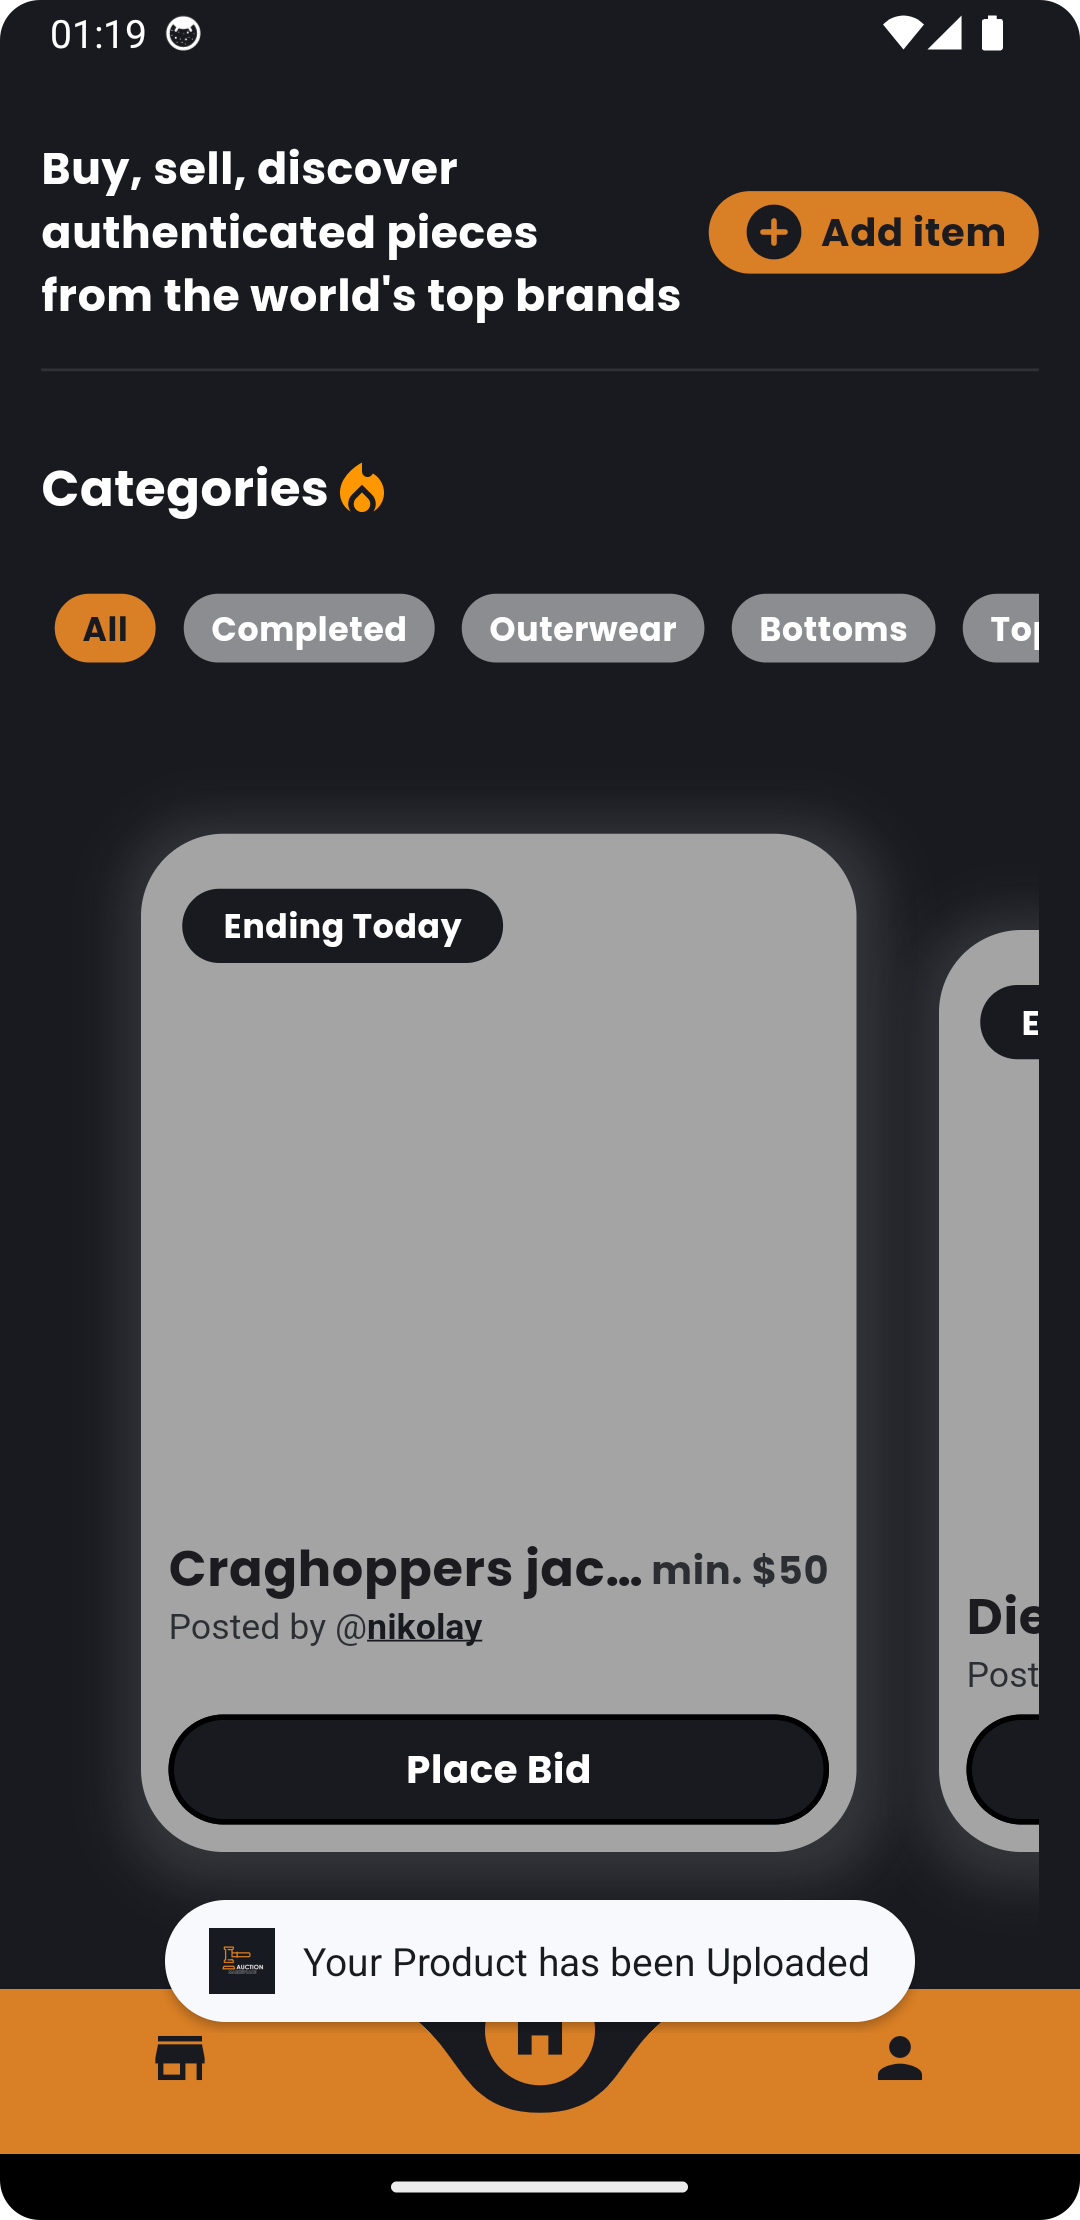 01:19
Buy, sell, discover
authenticated pieces
from the world's top brands
Add item
Categories
All
Completed
Outerwear
Bottoms
Top
Ending Today
E
Craghoppers jac... min. $50
Posted by @nikolay
Place Bid
Die
Post
AUCTION
Your Product has been Uploaded